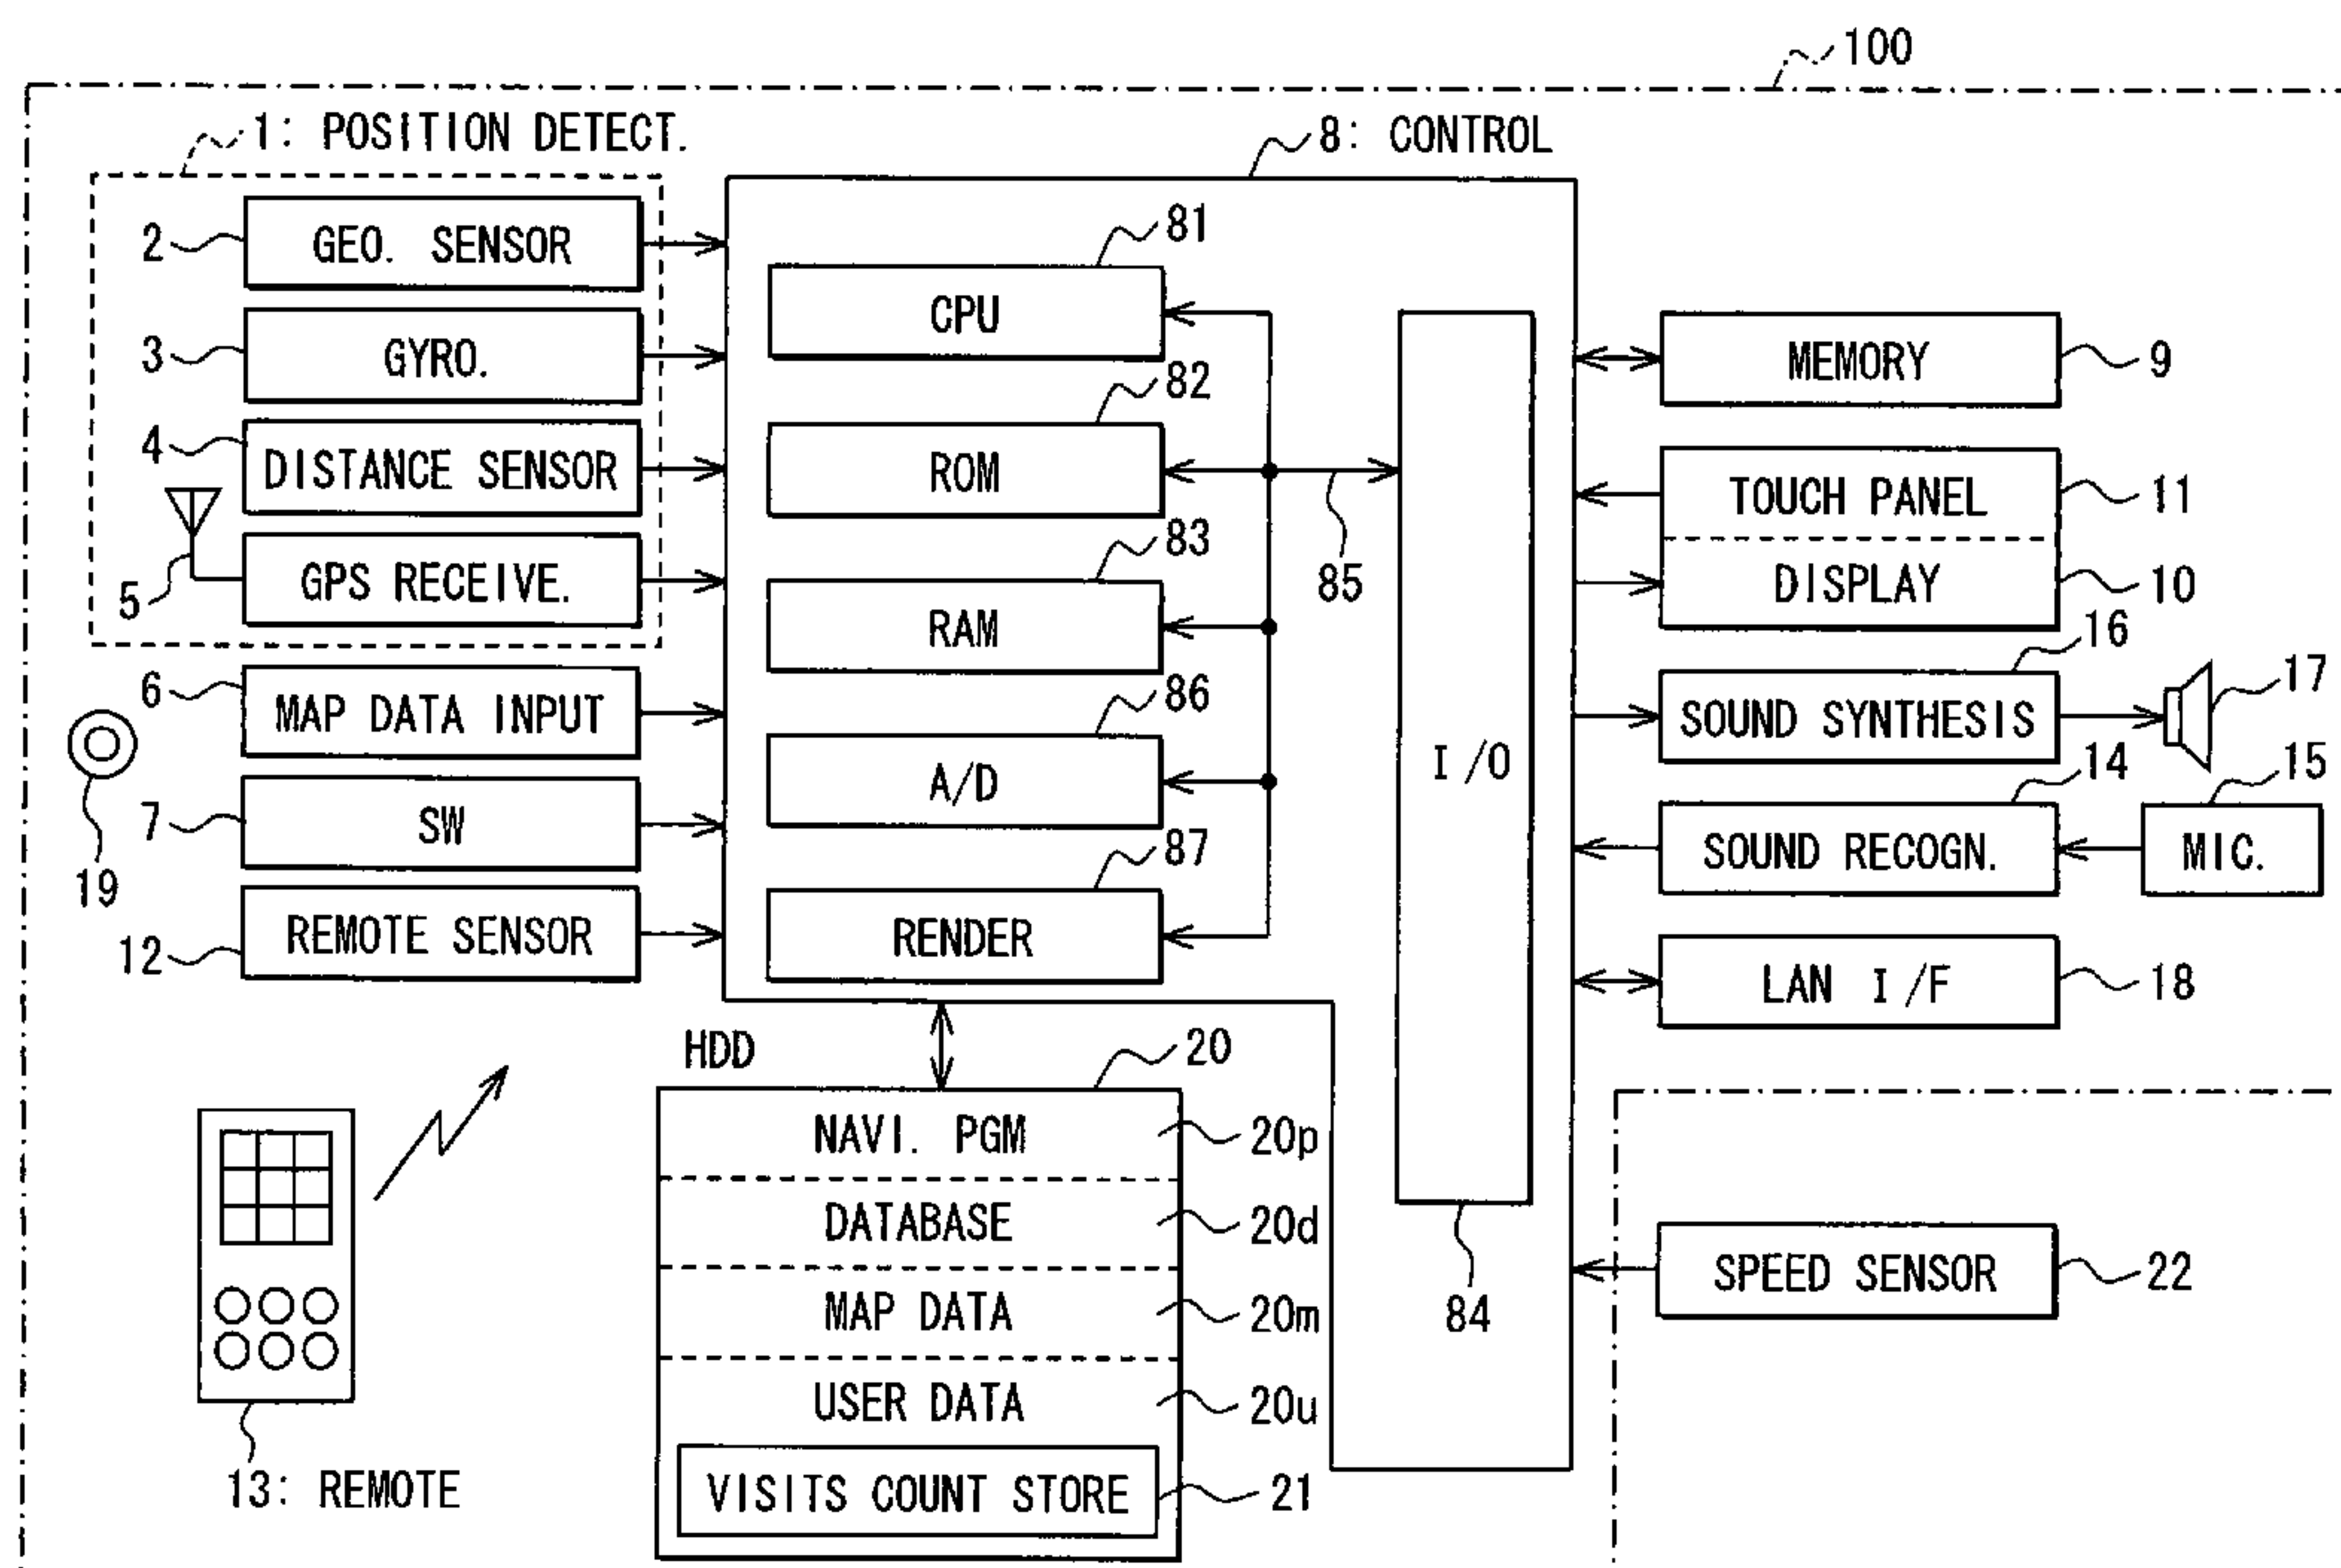 100
1: POSITION DETECT.
8: CONTROL
2
GEO. SENSOR
3
GYRO.
4
DISTANCE SENSOR
5
GPS RECEIVE.
6
MAP DATA INPUT
19
7
SW
12
REMOTE SENSOR
81
CPU
82
ROM
83
RAM
86
A/D
87
RENDER
85
I/O
84
MEMORY
9
TOUCH PANEL
11
DISPLAY
10
16
SOUND SYNTHESIS
17
14
SOUND RECOGN.
15
MIC.
LAN I/F
18
SPEED SENSOR
22
HDD
20
NAVI. PGM
20p
DATABASE
20d
MAP DATA
20m
USER DATA
20u
VISITS COUNT STORE
21
13: REMOTE